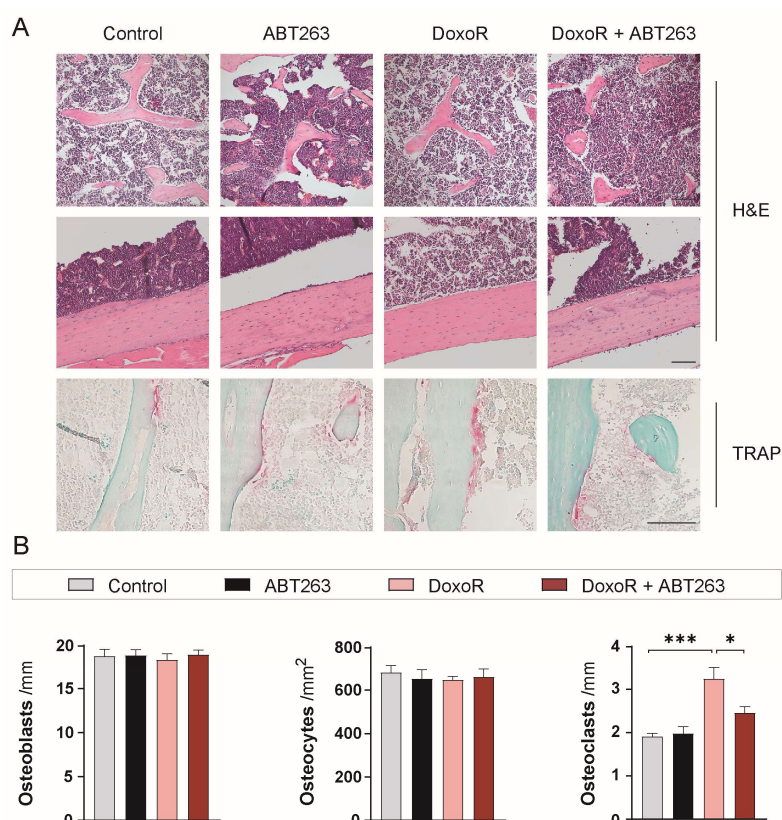 A
Control ABT263 DoxoR DoxoR + ABT263
H&E
TRAP
B
Control ABT263 DoxoR DoxoR + ABT263
Osteoblasts /mm
20
15
10
5
0
Osteocytes /mm²
800
600
400
200
0
Osteoclasts /mm
4
3
2
1
0
*** *